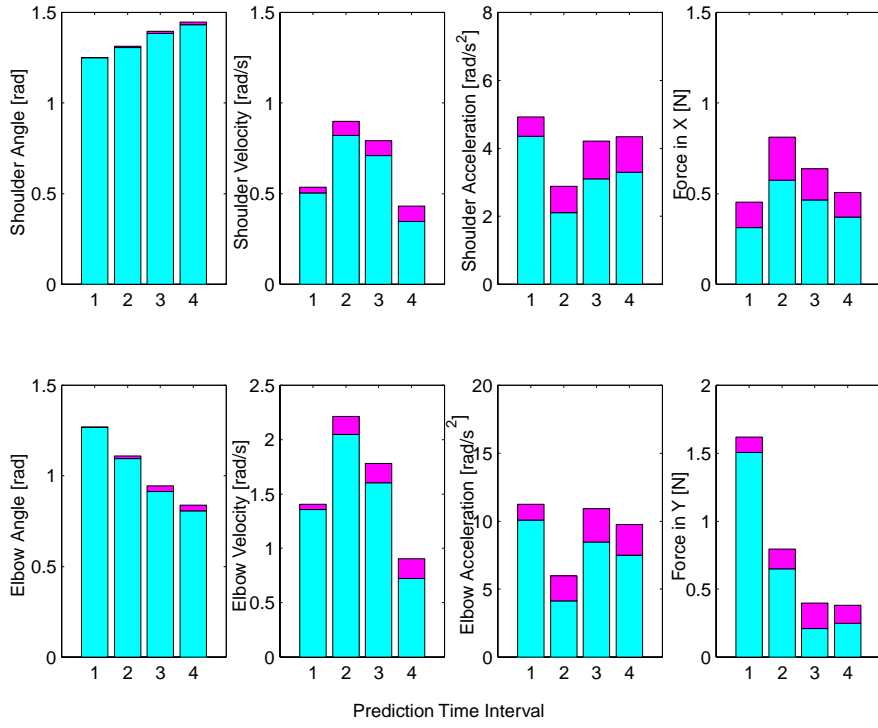 Shoulder Angle [rad]
1.5
1
0.5
0
1 2 3 4
Shoulder Velocity [rad/s]
1.5
1
0.5
0
1 2 3 4
Shoulder Acceleration [rad/s²]
8
6
4
2
0
1 2 3 4
Force in X [N]
1.5
1
0.5
0
1 2 3 4
Elbow Angle [rad]
1.5
1
0.5
0
1 2 3 4
Elbow Velocity [rad/s]
2.5
2
1.5
1
0.5
0
1 2 3 4
Elbow Acceleration [rad/s²]
20
15
10
5
0
1 2 3 4
Force in Y [N]
2
1.5
1
0.5
0
1 2 3 4
Prediction Time Interval